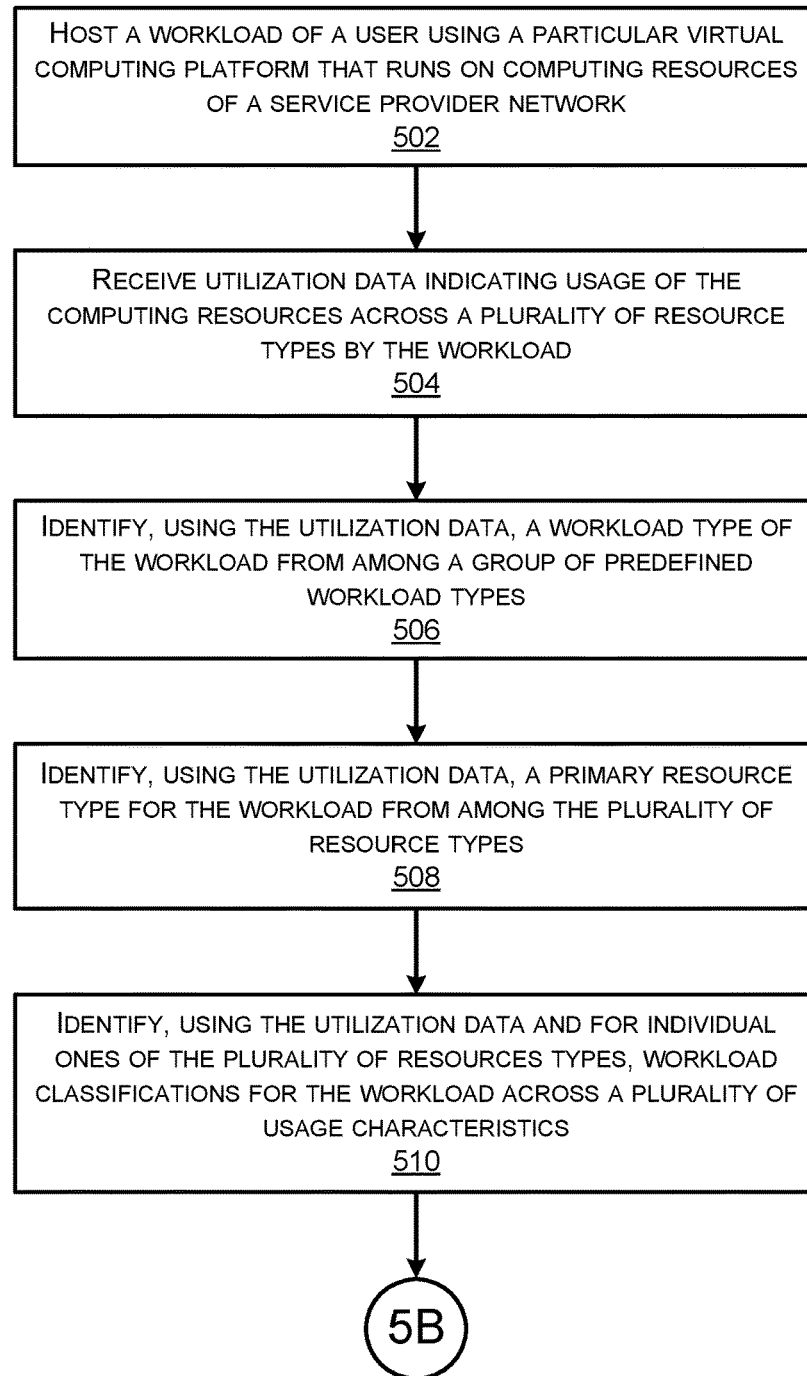 HOST A WORKLOAD OF A USER USING A PARTICULAR VIRTUAL
COMPUTING PLATFORM THAT RUNS ON COMPUTING RESOURCES
OF A SERVICE PROVIDER NETWORK
502
RECEIVE UTILIZATION DATA INDICATING USAGE OF THE
COMPUTING RESOURCES ACROSS A PLURALITY OF RESOURCE
TYPES BY THE WORKLOAD
504
IDENTIFY, USING THE UTILIZATION DATA, A WORKLOAD TYPE OF
THE WORKLOAD FROM AMONG A GROUP OF PREDEFINED
WORKLOAD TYPES
506
IDENTIFY, USING THE UTILIZATION DATA, A PRIMARY RESOURCE
TYPE FOR THE WORKLOAD FROM AMONG THE PLURALITY OF
RESOURCE TYPES
508
IDENTIFY, USING THE UTILIZATION DATA AND FOR INDIVIDUAL
ONES OF THE PLURALITY OF RESOURCES TYPES, WORKLOAD
CLASSIFICATIONS FOR THE WORKLOAD ACROSS A PLURALITY OF
USAGE CHARACTERISTICS
510
5B